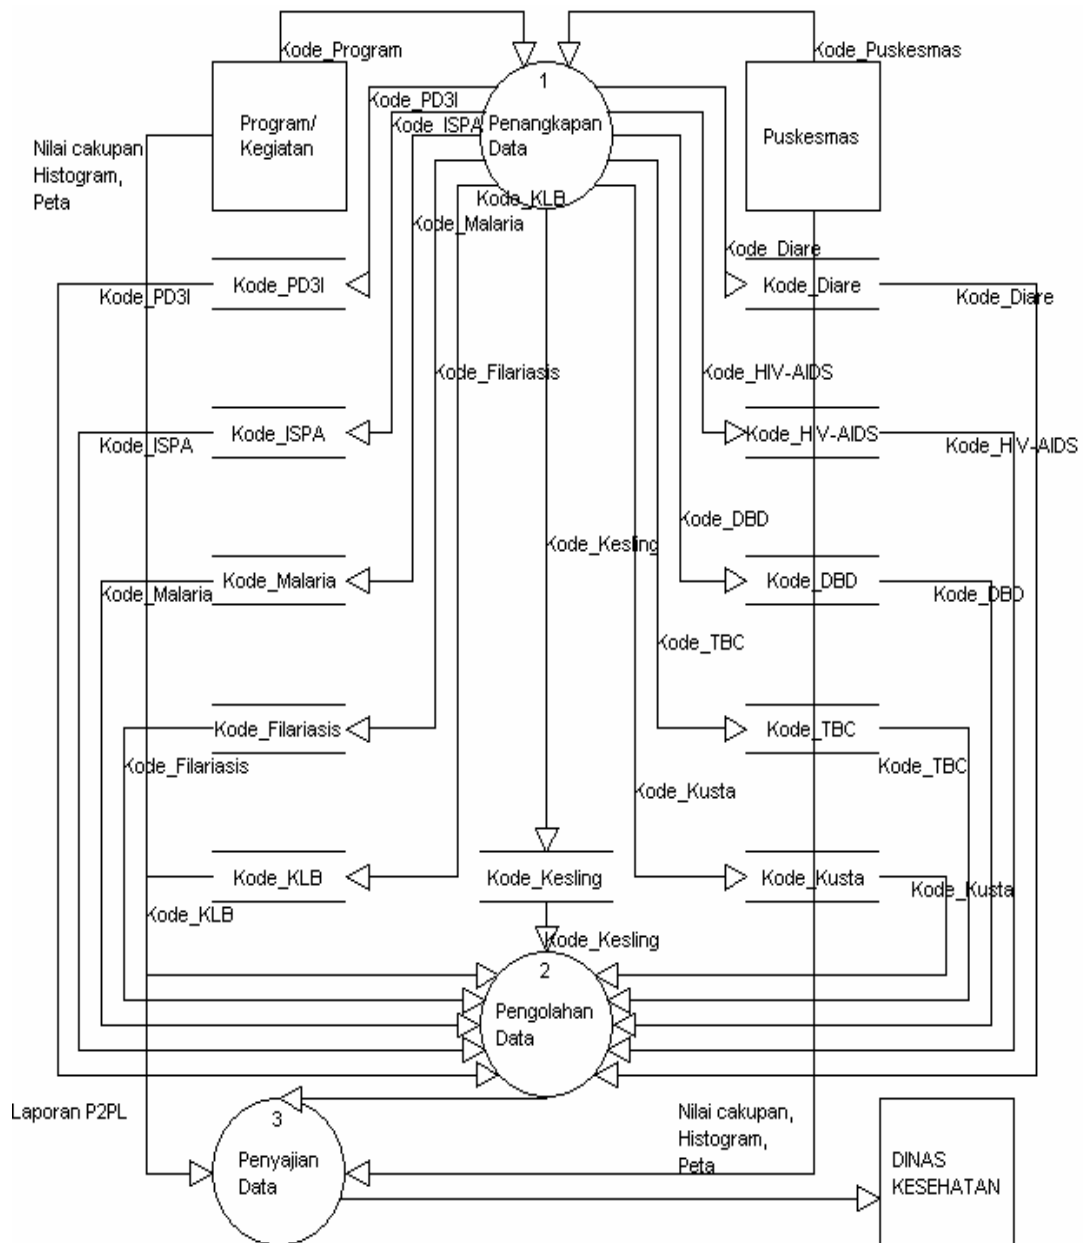 Kode_Program
Kode_Puskesmas
1
Penangkapan
Data
Program/
Kegiatan
Puskesmas
Kode_PD3I
Kode_ISPA
Nilai cakupan
Histogram,
Peta
Kode_KLB
Kode_Malaria
Kode_Diare
Kode_PD3I
Kode_PD3I
Kode_Diare
Kode_Diare
Kode_Filariasis
Kode_HIV-AIDS
Kode_ISPA
Kode_ISPA
Kode_HIV-AIDS
Kode_HIV-AIDS
Kode_DBD
Kode_Kesling
Kode_Malaria
Kode_Malaria
Kode_DBD
Kode_DBD
Kode_TBC
Kode_Filariasis
Kode_Filariasis
Kode_TBC
Kode_TBC
Kode_Kusta
Kode_KLB
Kode_Kesling
Kode_Kusta
Kode_Kusta
Kode_KLB
Kode_Kesling
2
Pengolahan
Data
Laporan P2PL
3
Penyajian
Data
Nilai cakupan,
Histogram,
Peta
DINAS
KESEHATAN